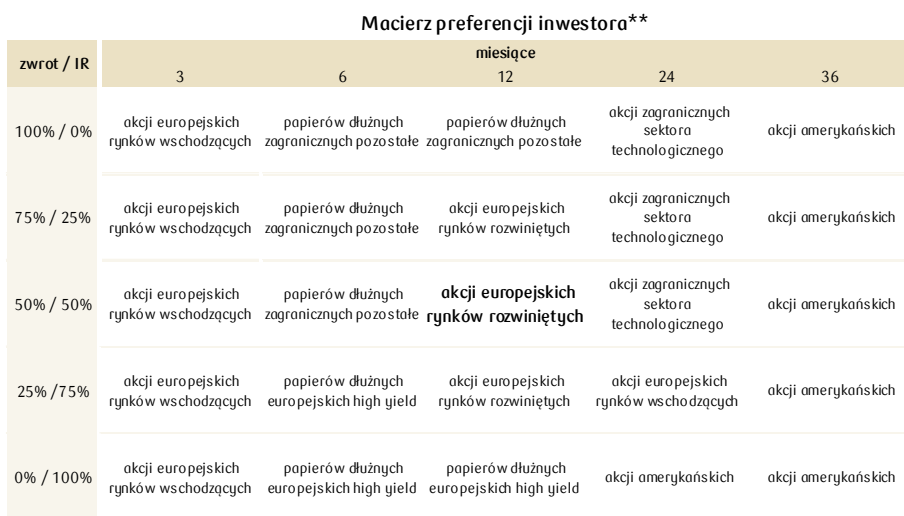 Macierz preferencji inwestora**
zwrot / IR
miesiące
3 6 12 24 36
100% / 0%
akcji europejskich
rynków wschodzących
papierów dłużnych
zagranicznych pozostałe
papierów dłużnych
zagranicznych pozostałe
akcji zagranicznych
sektora
technologicznego
akcji amerykańskich
75% / 25%
akcji europejskich
rynków wschodzących
papierów dłużnych
zagranicznych pozostałe
akcji europejskich
rynków rozwiniętych
akcji zagranicznych
sektora
technologicznego
akcji amerykańskich
50% / 50%
akcji europejskich
rynków wschodzących
papierów dłużnych
zagranicznych pozostałe
akcji europejskich
rynków rozwiniętych
akcji zagranicznych
sektora
technologicznego
akcji amerykańskich
25% /75%
akcji europejskich
rynków wschodzących
papierów dłużnych
europejskich high yield
akcji europejskich
rynków rozwiniętych
akcji europejskich
rynków wschodzących
akcji amerykańskich
0% / 100%
akcji europejskich
rynków wschodzących
papierów dłużnych
europejskich high yield
papierów dłużnych
europejskich high yield
akcji amerykańskich
akcji amerykańskich